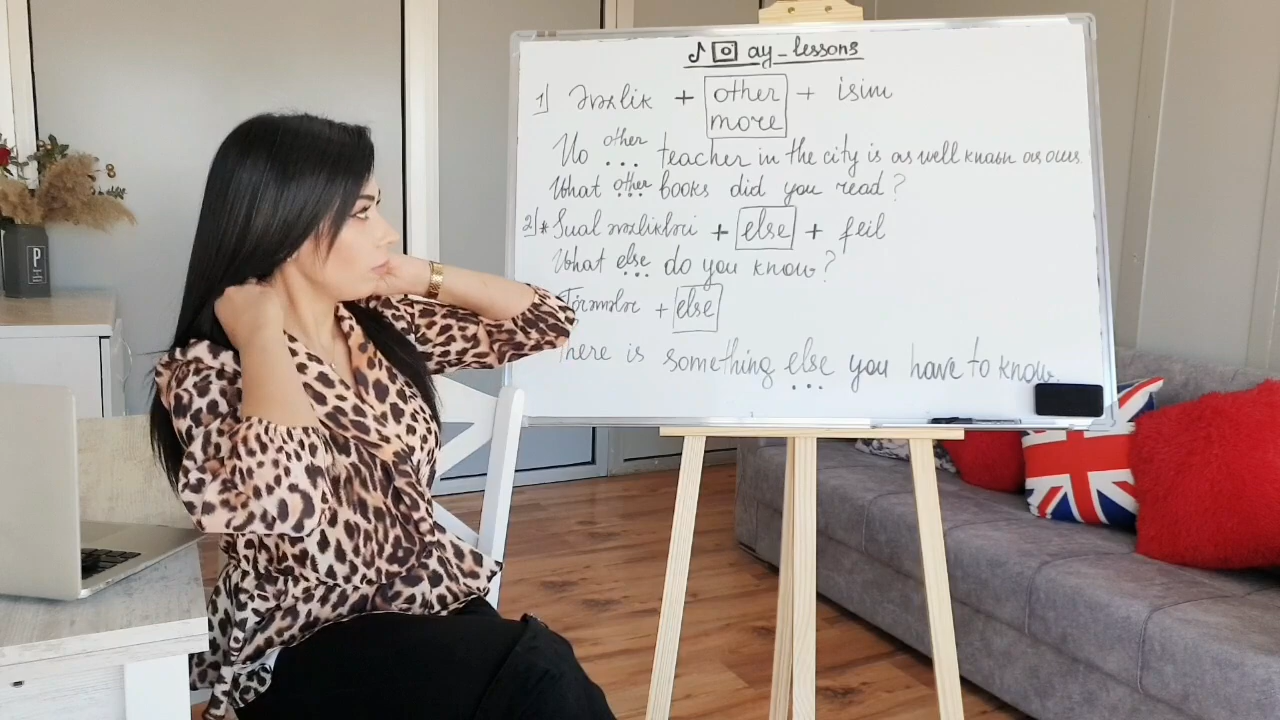 ay_lessons
1) Əvəzlik + other + isim
more
No other ... teacher in the city is as well known as ours.
What other ... books did you read?
2) * Sual əvəzlikləri + else + feil
What else ... do you know?
Törəmələr + else
There is something else ... you have to know.
P